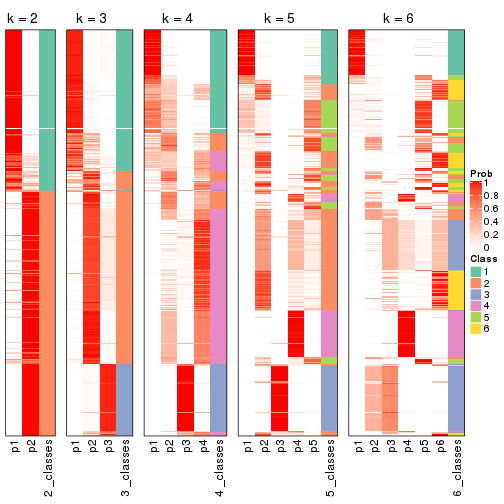 k = 2
k = 3
k = 4
k = 5
k = 6
Prob
1
0.8
0.6
0.4
0.2
0
Class
1
2
3
4
5
6
p1
p2
2_classes
p1
p2
p3
3_classes
p1
p2
p3
p4
4_classes
p1
p2
p3
p4
p5
5_classes
p1
p2
p3
p4
p5
p6
6_classes